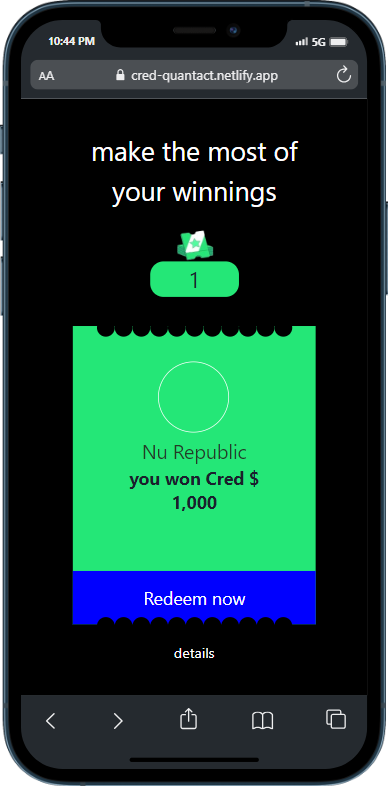 10:44 PM
5G
AA
cred-quantact.netlify.app
make the most of
your winnings
1
Nu Republic
you won Cred $
1,000
Redeem now
details